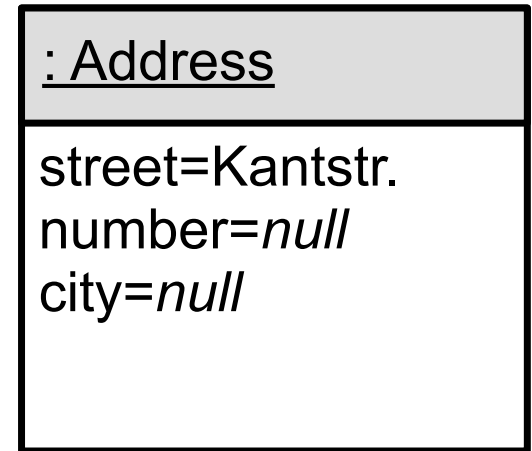 : Address
street=Kantstr.
number=null
city=null